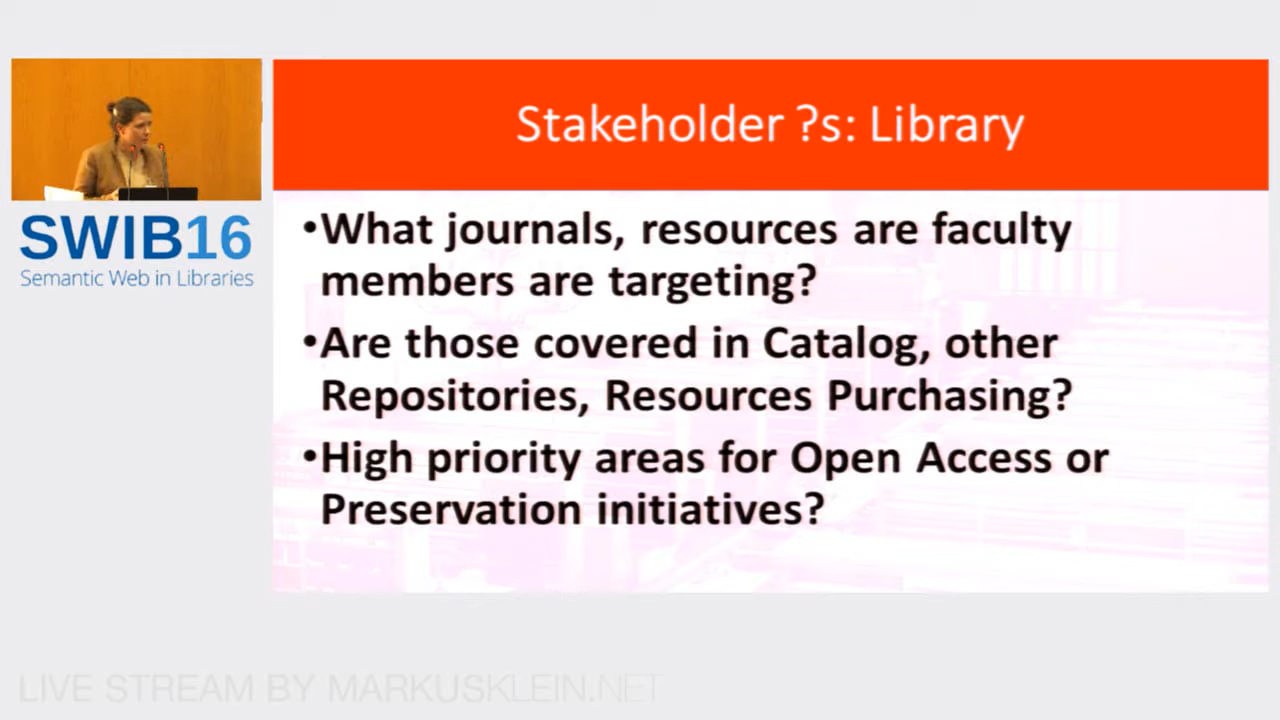 SWIB16
Semantic Web in Libraries
Stakeholder ?s: Library
•What journals, resources are faculty
members are targeting?
•Are those covered in Catalog, other
Repositories, Resources Purchasing?
•High priority areas for Open Access or
Preservation initiatives?
LIVE STREAM BY MARKUSKLEIN.NET